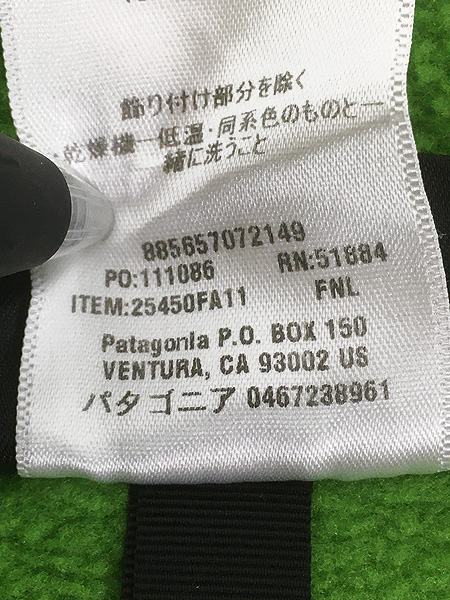 飾り付け部分を除く
・乾燥機一低温・同系色のものと一
緒に洗うこと
885657072149
PO:111086 RN:51884
ITEM:25450FA11 FNL
Patagonia P.O. BOX 150
VENTURA, CA 93002 US
パタゴニア 0467238961